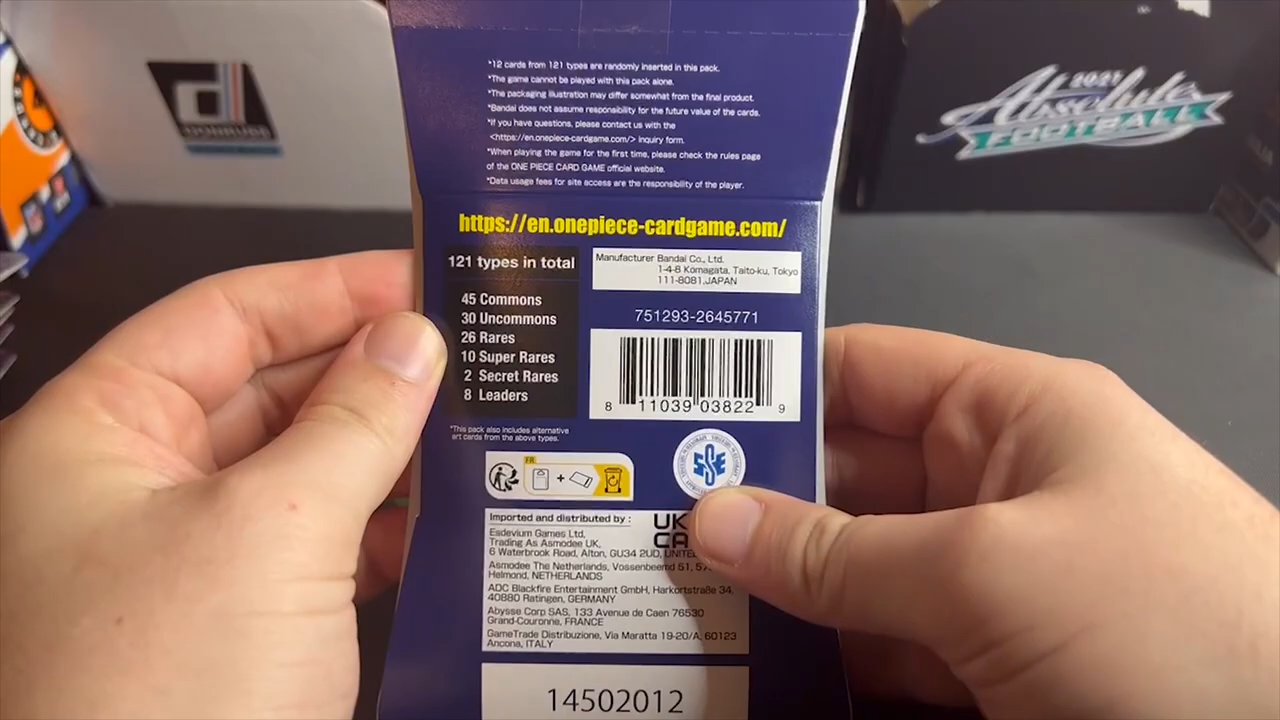 *12 cards from 121 types are randomly inserted in this pack.
*The game cannot be played with this pack alone.
*The packaging illustration may differ somewhat from the final product.
*Bandai does not assume responsibility for the future value of the cards.
*If you have questions, please contact us with the
<https://en.onepiece-cardgame.com/> inquiry form.
*When playing the game for the first time, please check the rules page
of the ONE PIECE CARD GAME official website.
*Data usage fees for site access are the responsibility of the player.
https://en.onepiece-cardgame.com/
121 types in total
45 Commons
30 Uncommons
26 Rares
10 Super Rares
2 Secret Rares
8 Leaders
*This pack also includes alternative
art cards from the above types.
Manufacturer Bandai Co., Ltd.
1-4-8 Komagata, Taito-ku, Tokyo
111-8081,JAPAN
751293-2645771
8 11039 03822 9
FR
Imported and distributed by :
UK
CA
Esdevium Games Ltd,
Trading As Asmodee UK,
6 Waterbrook Road, Alton, GU34 2UD,
Asmodee The Netherlands, Vossenbeemd 51,
Helmond, NETHERLANDS
ADC Blackfire Entertainment GmbH, Harkortstraße 34,
40880 Ratingen, GERMANY
Abysse Corp SAS, 133 Avenue de Caen 76530
Grand-Couronne, FRANCE
GameTrade Distribuzione, Via Maratta 19-20/A, 60123
Ancona, ITALY
14502012
DONRUSS
2021
Absolute
FOOTBALL